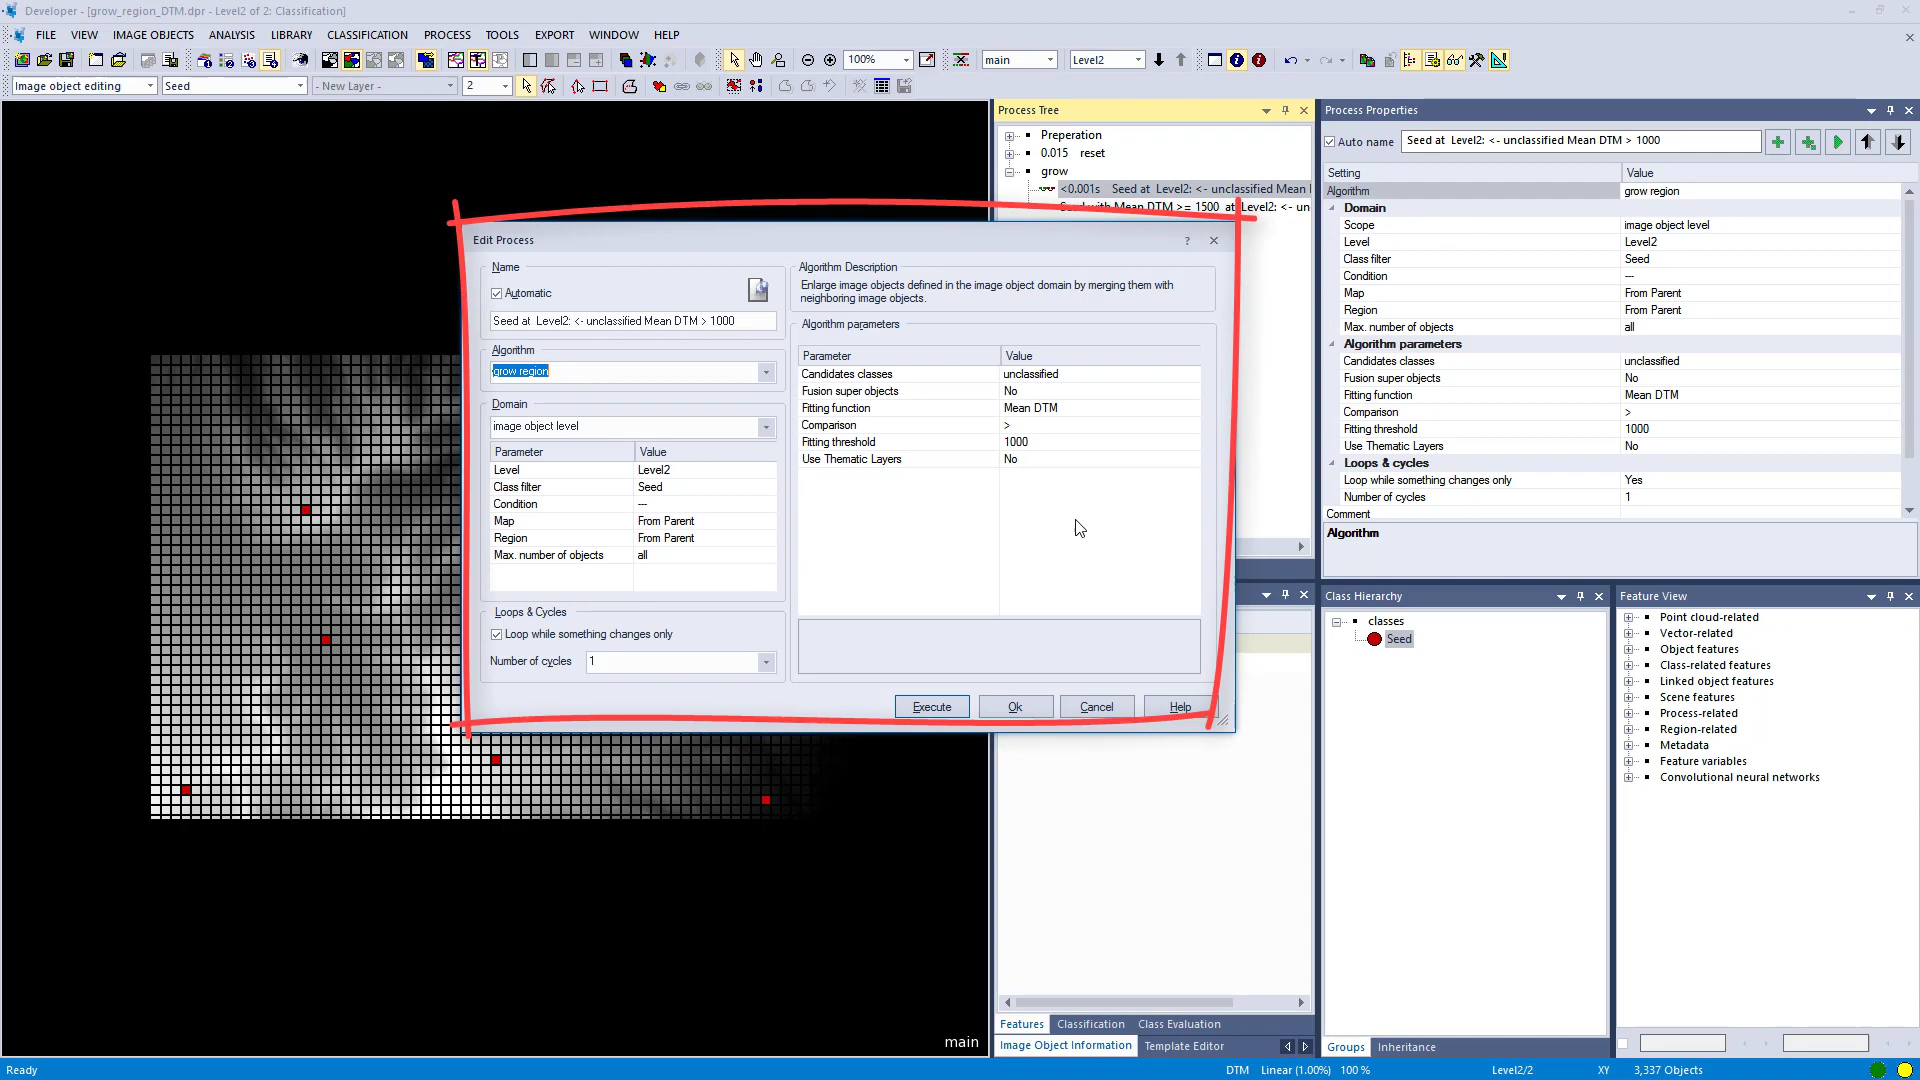 Developer - [grow_region_DTM.dpr - Level2 of 2: Classification]
FILE VIEW IMAGE OBJECTS ANALYSIS LIBRARY CLASSIFICATION PROCESS TOOLS EXPORT WINDOW HELP
100% main Level2
Image object editing Seed - New Layer - 2
Process Tree
Preperation
0.015 reset
grow
<0.001s Seed at Level2: <- unclassified Mean
with Mean DTM >= 1500 at Level2: <- un
Process Properties
Auto name Seed at Level2: <- unclassified Mean DTM > 1000
Setting Value
Algorithm grow region
Domain
Scope image object level
Level Level2
Class filter Seed
Condition ---
Map From Parent
Region From Parent
Max. number of objects all
Algorithm parameters
Candidates classes unclassified
Fusion super objects No
Fitting function Mean DTM
Comparison >
Fitting threshold 1000
Use Thematic Layers No
Loops & cycles
Loop while something changes only Yes
Number of cycles 1
Comment
Algorithm
Edit Process ?
Name
Automatic
Seed at Level2: <- unclassified Mean DTM > 1000
Algorithm
grow region
Domain
image object level
Parameter Value
Level Level2
Class filter Seed
Condition ---
Map From Parent
Region From Parent
Max. number of objects all
Loops & Cycles
Loop while something changes only
Number of cycles 1
Algorithm Description
Enlarge image objects defined in the image object domain by merging them with
neighboring image objects.
Algorithm parameters
Parameter Value
Candidates classes unclassified
Fusion super objects No
Fitting function Mean DTM
Comparison >
Fitting threshold 1000
Use Thematic Layers No
Execute Ok Cancel Help
Class Hierarchy
classes
Seed
Groups Inheritance
Feature View
Point cloud-related
Vector-related
Object features
Class-related features
Linked object features
Scene features
Process-related
Region-related
Metadata
Feature variables
Convolutional neural networks
Features Classification Class Evaluation
Image Object Information Template Editor
main
Ready DTM Linear (1.00%) 100 % Level2/2 XY 3,337 Objects